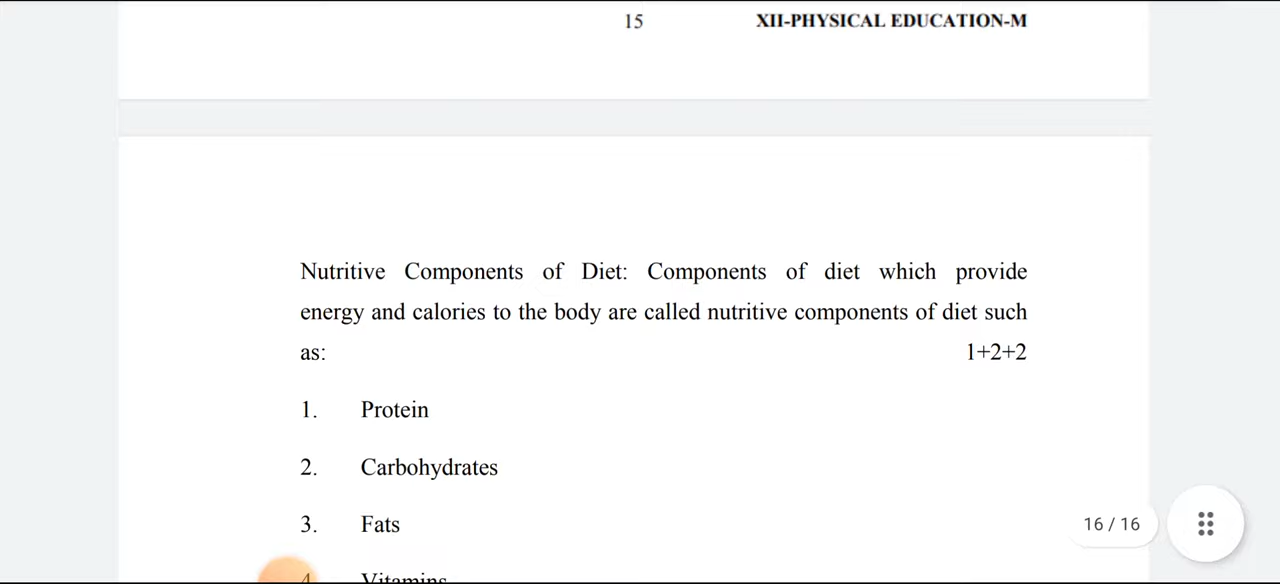 15 XII-PHYSICAL EDUCATION-M
Nutritive Components of Diet: Components of diet which provide
energy and calories to the body are called nutritive components of diet such
as: 1+2+2
1. Protein
2. Carbohydrates
3. Fats
4. Vitamins
16 / 16